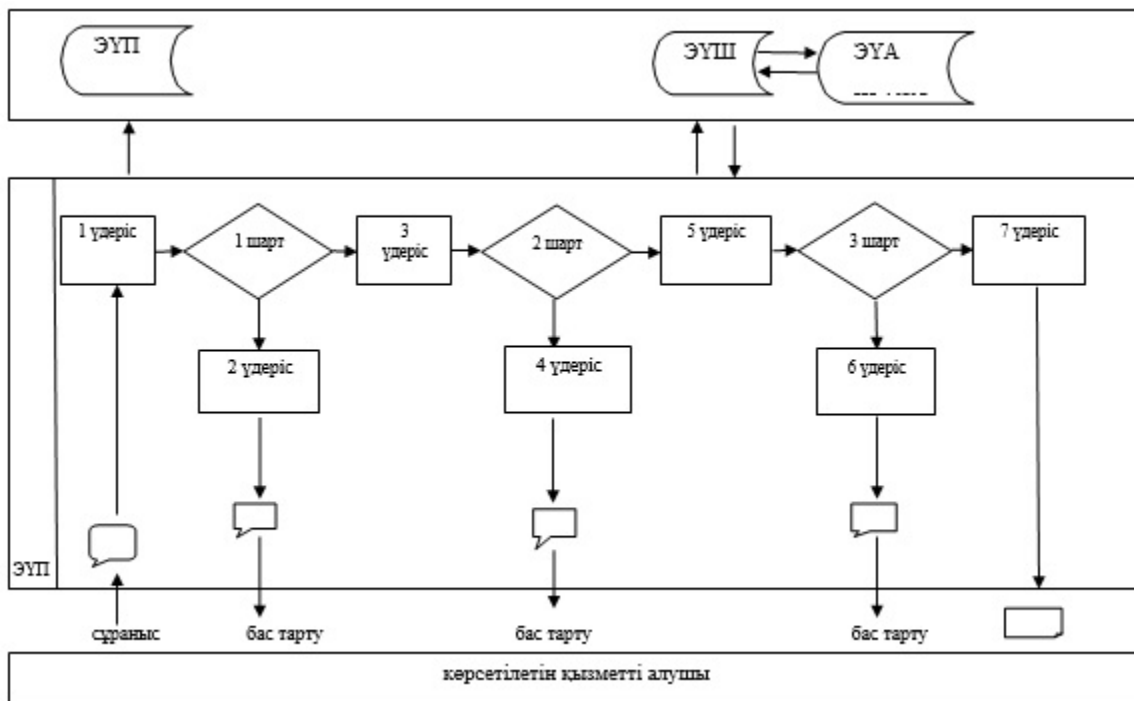 ЭҮП
ЭҮШ
ЭҮА
1 үдеріс
1 шарт
3
үдеріс
2 шарт
5 үдеріс
3 шарт
7 үдеріс
2 үдеріс
4 үдеріс
6 үдеріс
ЭҮП
сұраныс
бас тарту
бас тарту
бас тарту
көрсетілетін қызметті алушы